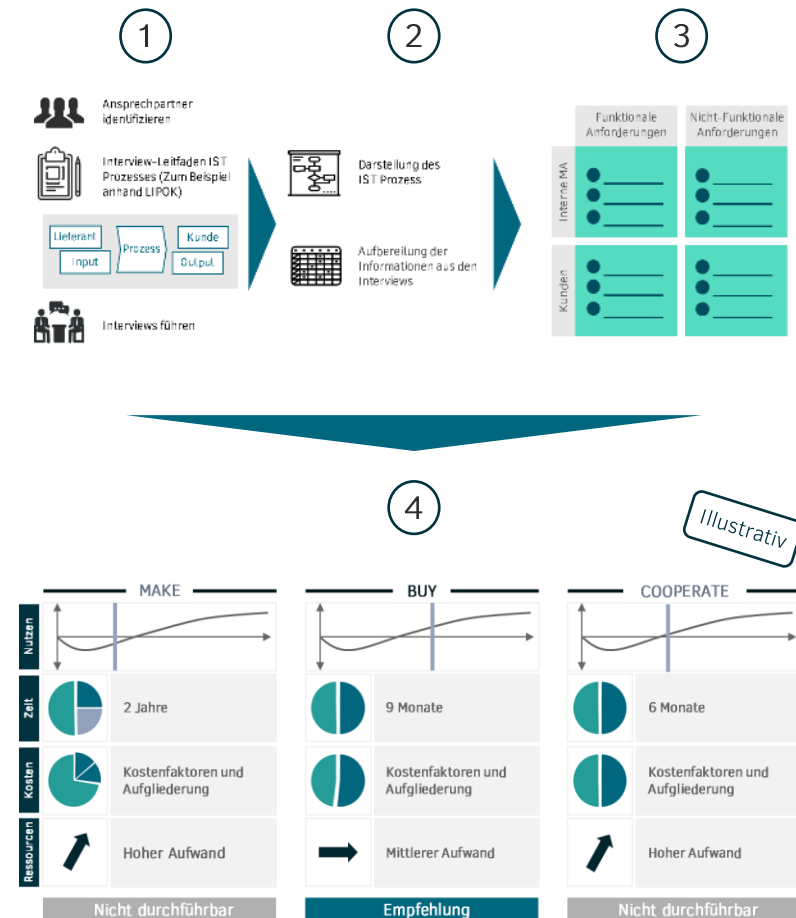 1
2
3
Ansprechpartner
identifizieren
Interview-Leitfaden IST
Prozesses (Zum Beispiel
anhand LIPOK)
Lieferant
Input
Prozess
Kunde
Output
Interviews führen
Darstellung des
IST Prozess
Aufbereitung der
Informationen aus den
Interviews
Funktionale
Anforderungen
Nicht-Funktionale
Anforderungen
Interne MA
Kunden
4
Illustrativ
MAKE
BUY
COOPERATE
Nutzen
Zeit
2 Jahre
9 Monate
6 Monate
Kosten
Kostenfaktoren und
Aufgliederung
Kostenfaktoren und
Aufgliederung
Kostenfaktoren und
Aufgliederung
Ressourcen
Hoher Aufwand
Mittlerer Aufwand
Hoher Aufwand
Nicht durchführbar
Empfehlung
Nicht durchführbar